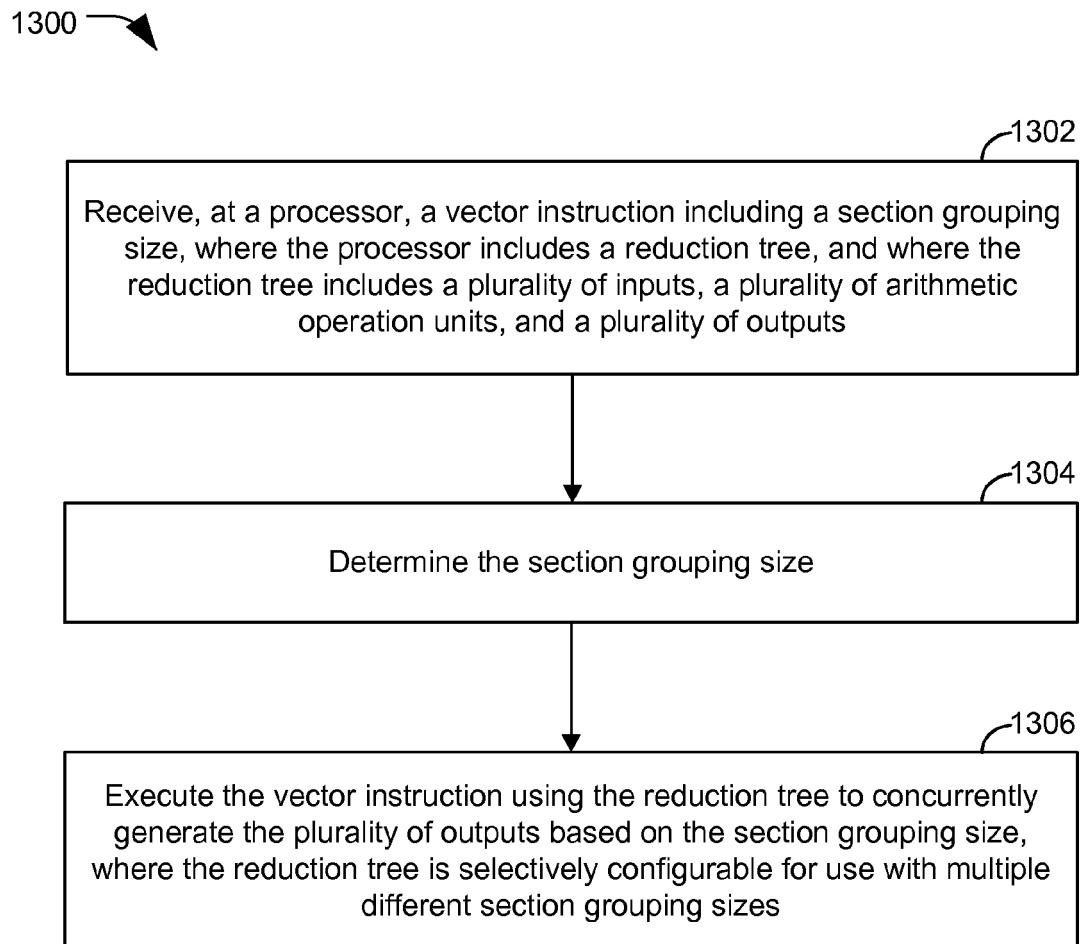 1300
1302
Receive, at a processor, a vector instruction including a section grouping
size, where the processor includes a reduction tree, and where the
reduction tree includes a plurality of inputs, a plurality of arithmetic
operation units, and a plurality of outputs
1304
Determine the section grouping size
1306
Execute the vector instruction using the reduction tree to concurrently
generate the plurality of outputs based on the section grouping size,
where the reduction tree is selectively configurable for use with multiple
different section grouping sizes